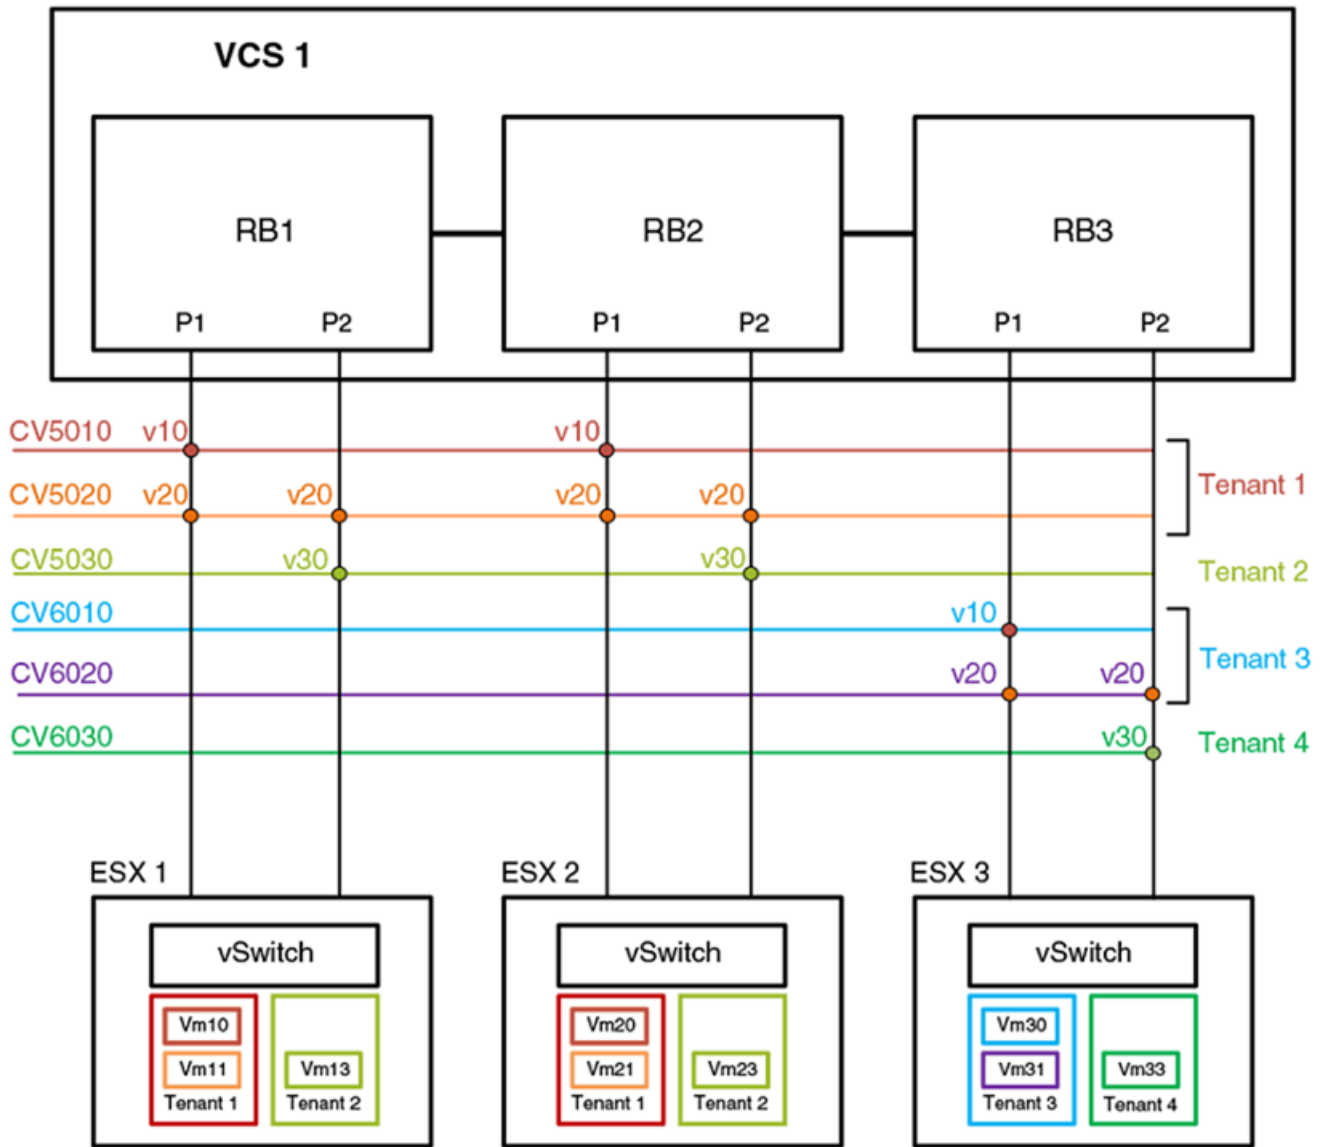 VCS 1
RB1 RB2 RB3
P1 P2 P1 P2 P1 P2
CV5010 v10 v10
Tenant 1
CV5020 v20 v20 v20 v20
CV5030 v30 v30 Tenant 2
CV6010 v10
Tenant 3
CV6020 v20 v20
CV6030 v30 Tenant 4
ESX 1 ESX 2 ESX 3
vSwitch vSwitch vSwitch
Vm10 Vm20 Vm30
Vm11 Vm13 Vm21 Vm23 Vm31 Vm33
Tenant 1 Tenant 2 Tenant 1 Tenant 2 Tenant 3 Tenant 4